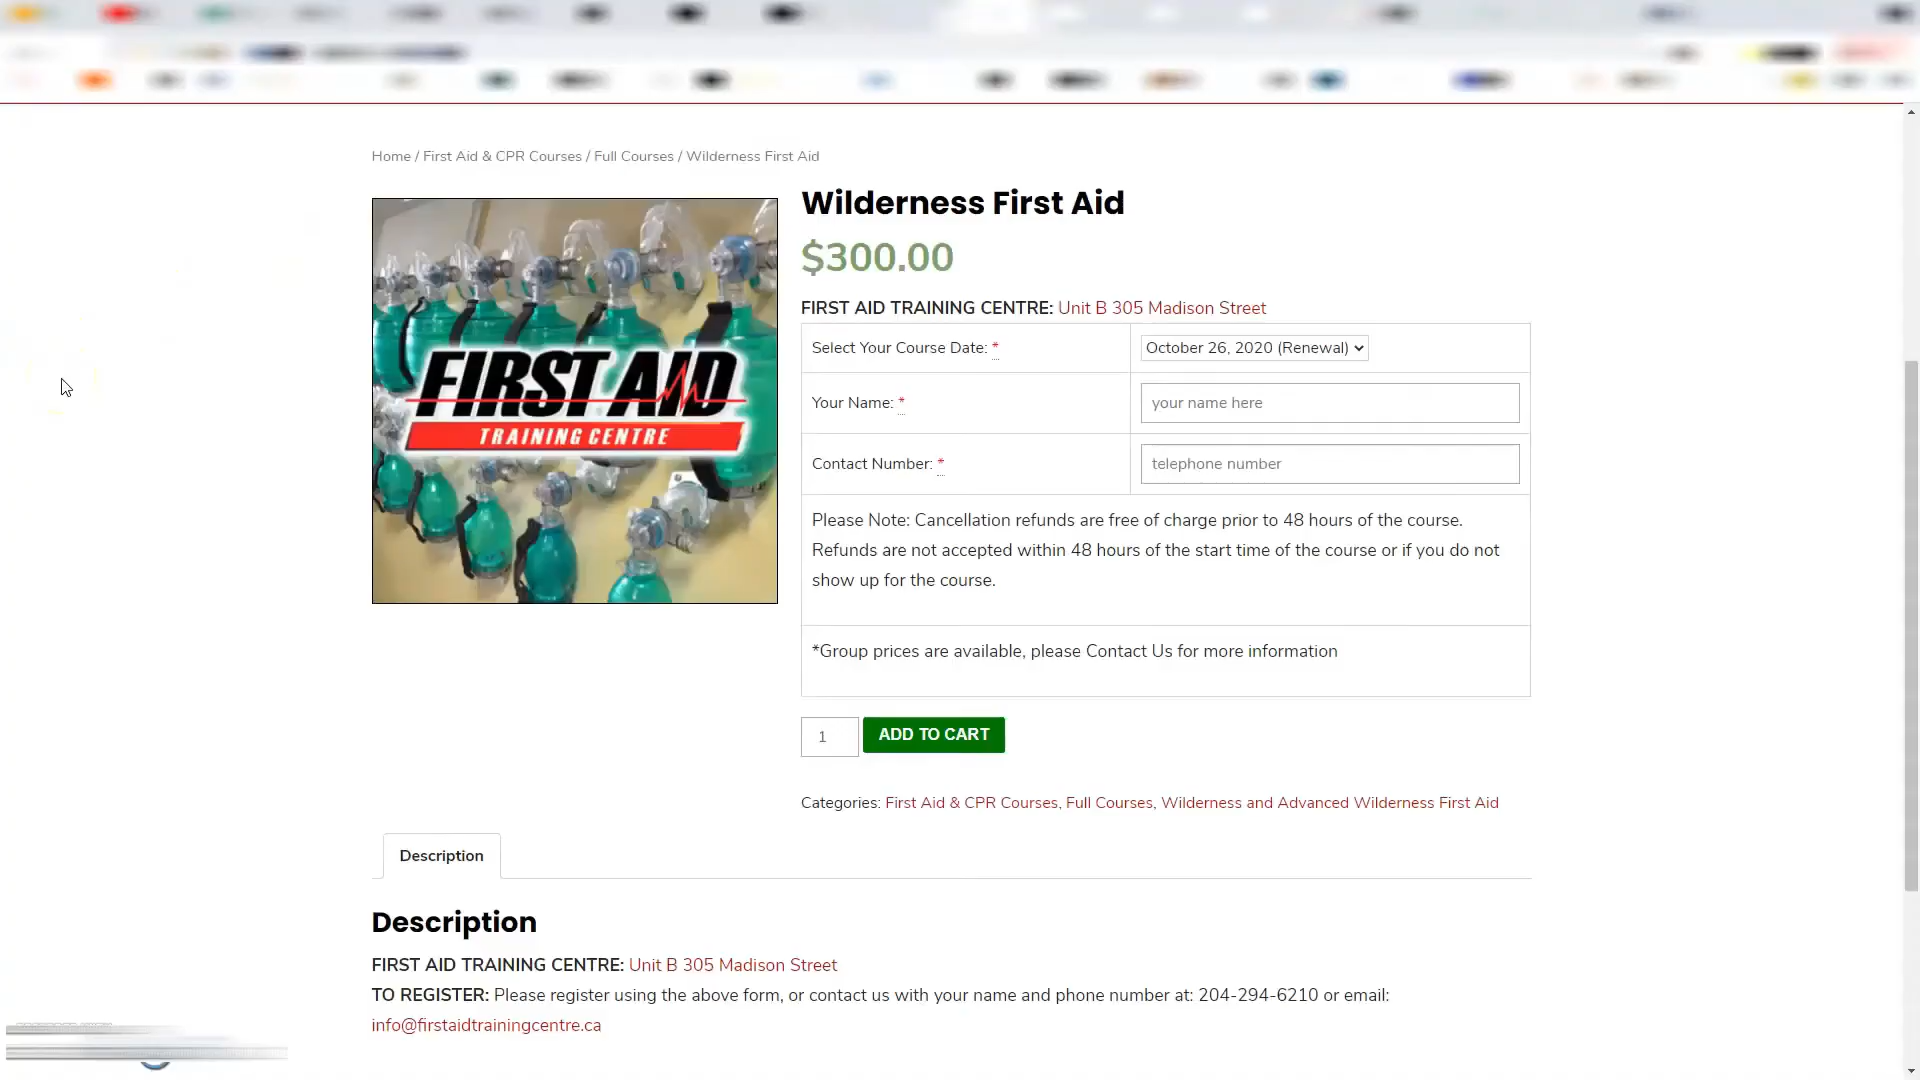 Home / First Aid & CPR Courses / Full Courses / Wilderness First Aid
Wilderness First Aid
$300.00
FIRST AID TRAINING CENTRE: Unit B 305 Madison Street
Select Your Course Date: *
October 26, 2020 (Renewal)
Your Name: *
your name here
Contact Number: *
telephone number
Please Note: Cancellation refunds are free of charge prior to 48 hours of the course.
Refunds are not accepted within 48 hours of the start time of the course or if you do not
show up for the course.
*Group prices are available, please Contact Us for more information
1
ADD TO CART
Categories: First Aid & CPR Courses, Full Courses, Wilderness and Advanced Wilderness First Aid
FIRST AID
TRAINING CENTRE
Description
Description
FIRST AID TRAINING CENTRE: Unit B 305 Madison Street
TO REGISTER: Please register using the above form, or contact us with your name and phone number at: 204-294-6210 or email:
info@firstaidtrainingcentre.ca